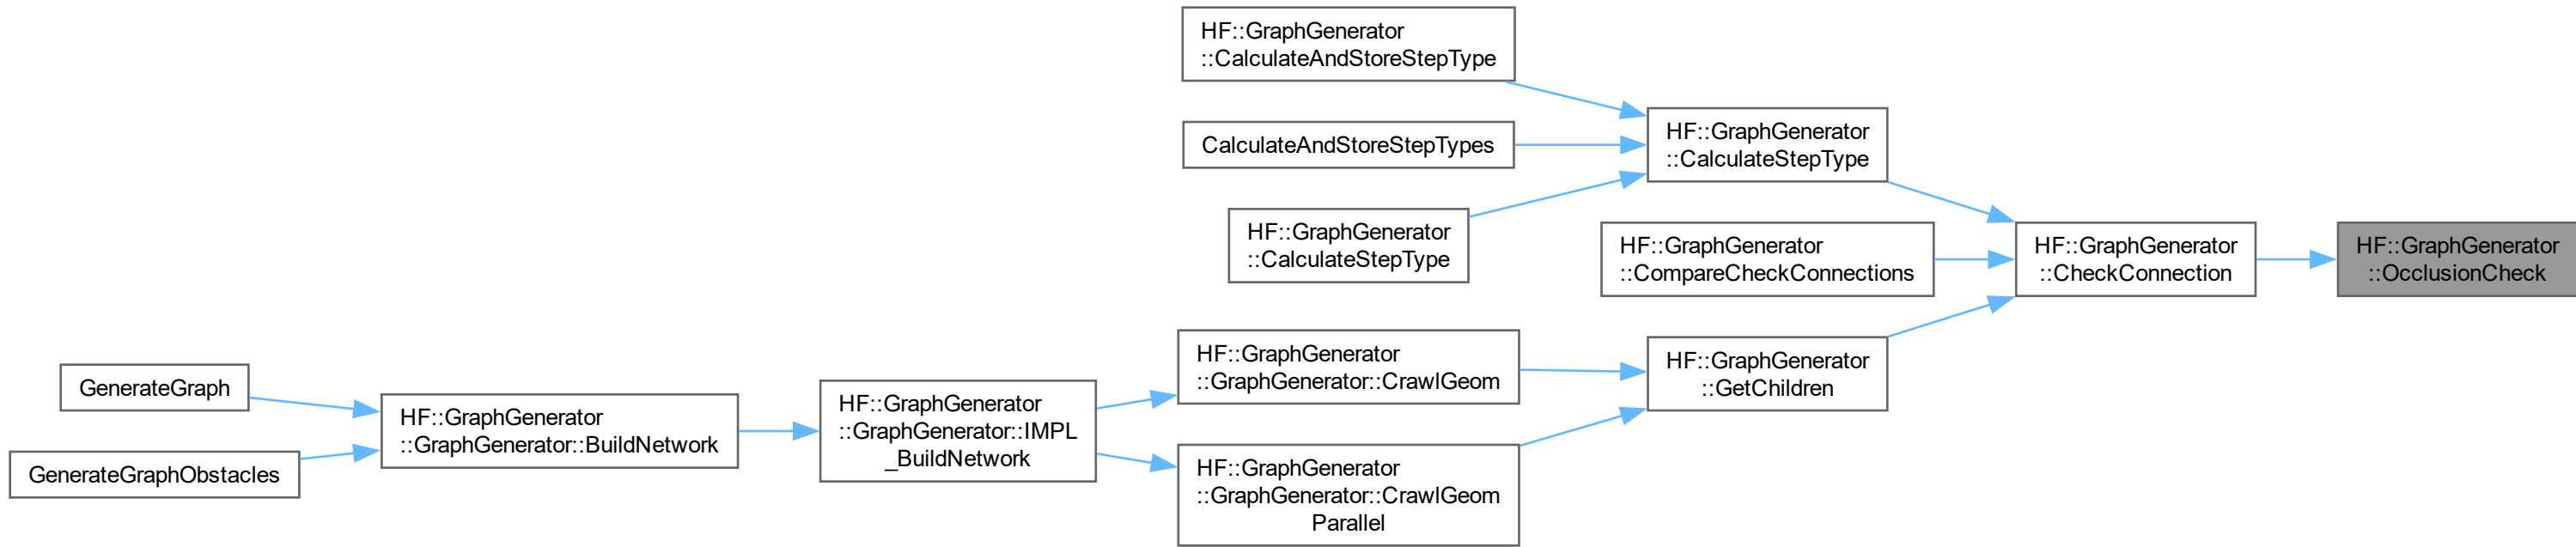 HF::GraphGenerator
::CalculateAndStoreStepType
CalculateAndStoreStepTypes
HF::GraphGenerator
::CalculateStepType
HF::GraphGenerator
::CalculateStepType
HF::GraphGenerator
::CompareCheckConnections
HF::GraphGenerator
::CheckConnection
HF::GraphGenerator
::OcclusionCheck
GenerateGraph
GenerateGraphObstacles
HF::GraphGenerator
::GraphGenerator::BuildNetwork
HF::GraphGenerator
::GraphGenerator::IMPL
_BuildNetwork
HF::GraphGenerator
::GraphGenerator::CrawlGeom
HF::GraphGenerator
::GraphGenerator::CrawlGeom
Parallel
HF::GraphGenerator
::GetChildren